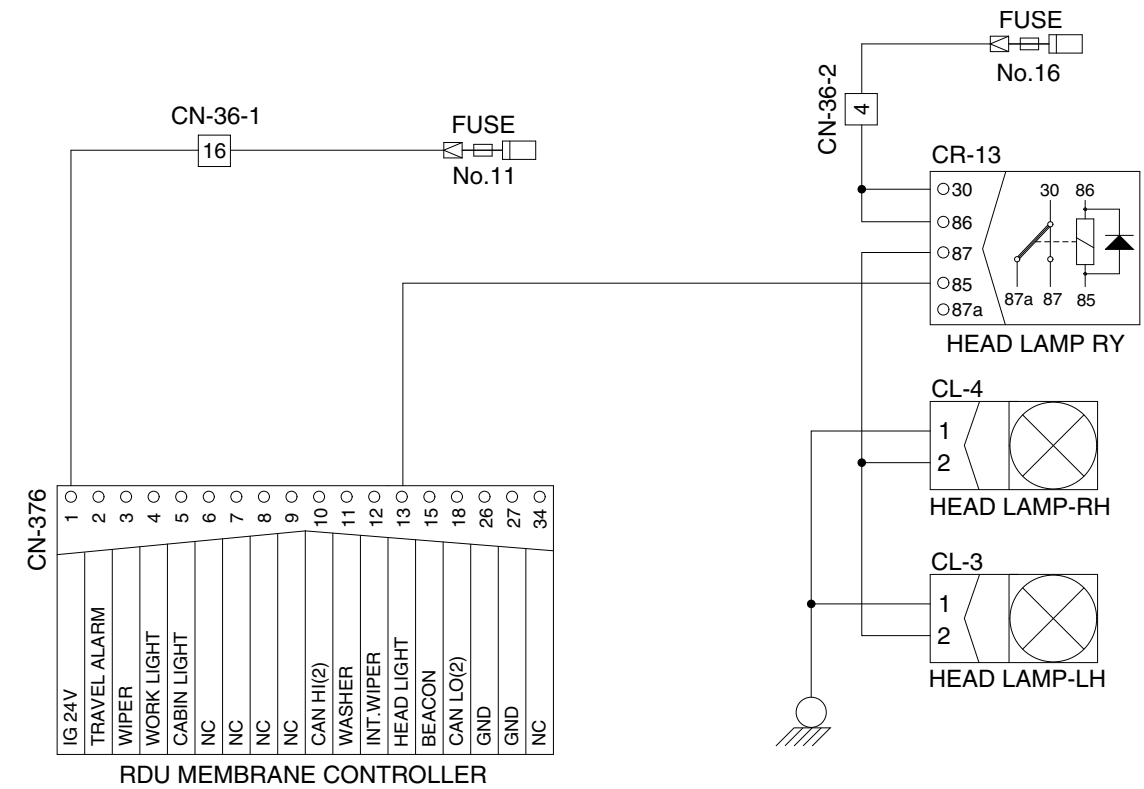 FUSE
No.16
CN-36-2
4
CN-36-1
16
FUSE
No.11
CR-13
30
86
87
85
87a
30 86
87a 87 85
HEAD LAMP RY
CL-4
1
2
HEAD LAMP-RH
CL-3
1
2
HEAD LAMP-LH
CN-376
1 2 3 4 5 6 7 8 9 10 11 12 13 15 18 26 27 34
IG 24V
TRAVEL ALARM
WIPER
WORK LIGHT
CABIN LIGHT
NC
NC
NC
NC
CAN HI(2)
WASHER
INT.WIPER
HEAD LIGHT
BEACON
CAN LO(2)
GND
GND
NC
RDU MEMBRANE CONTROLLER